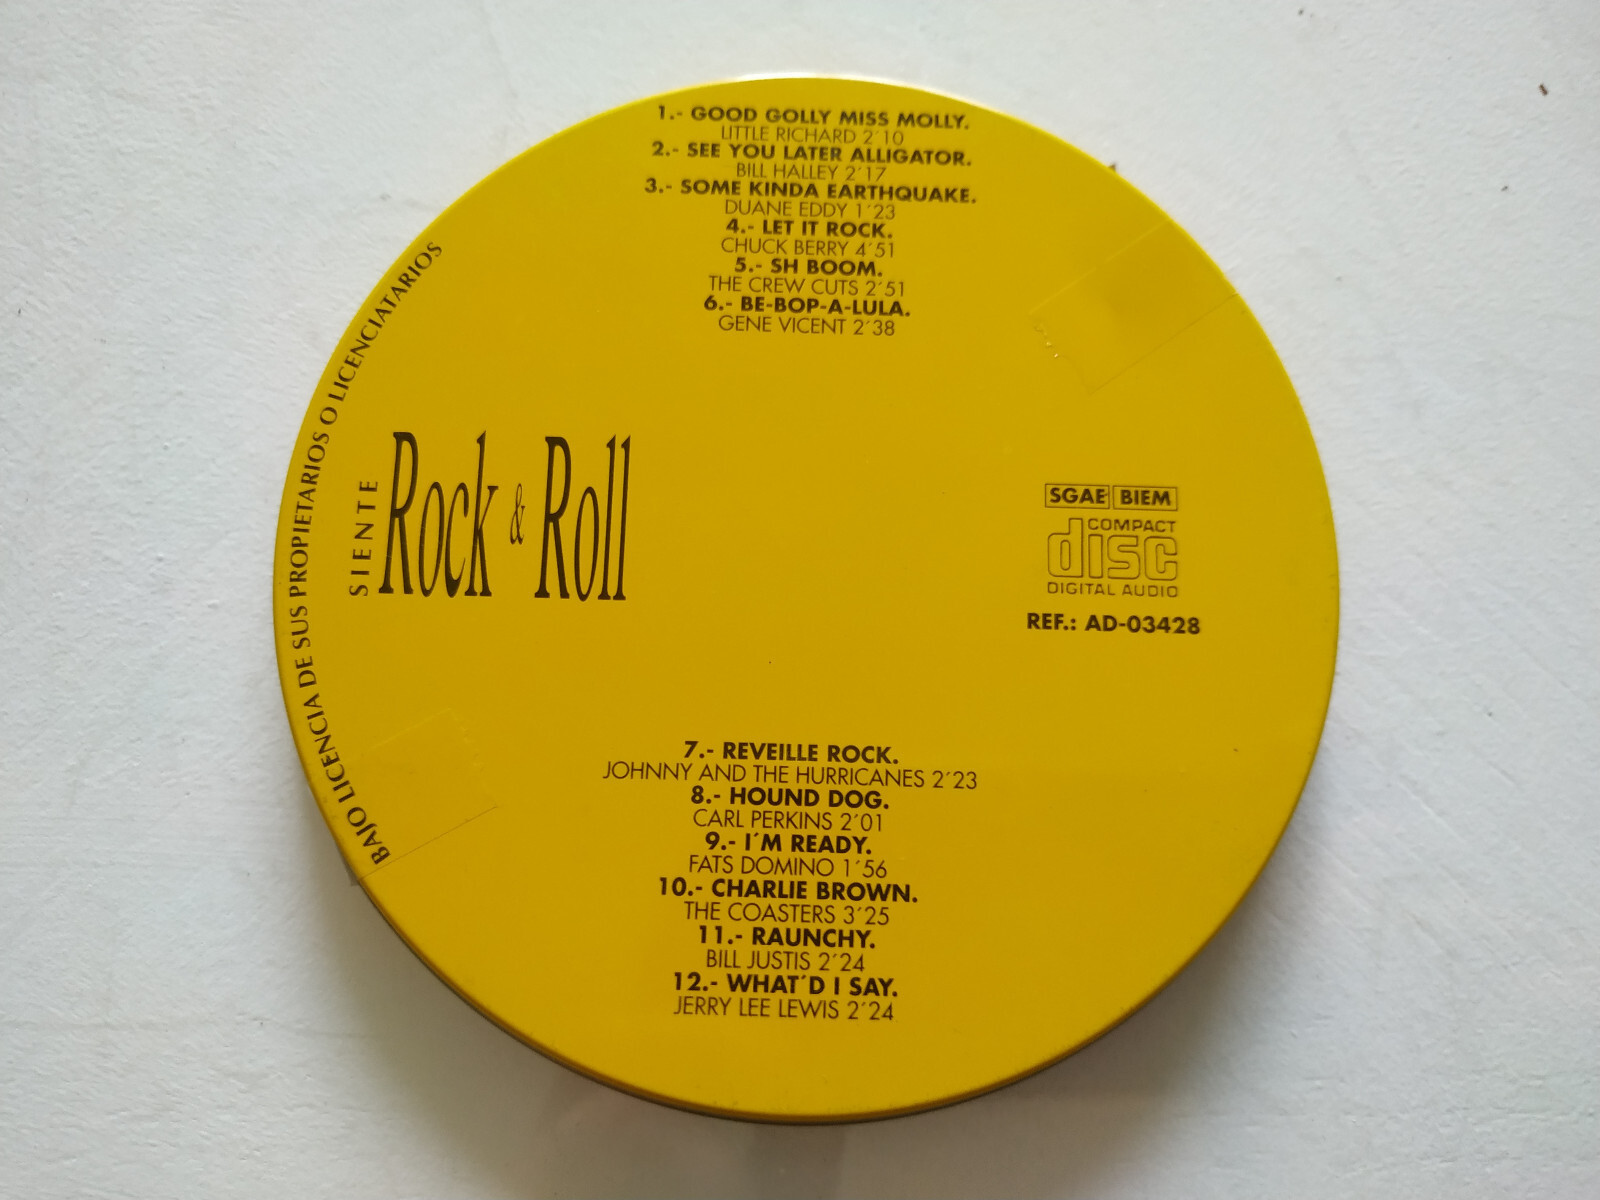 1.- GOOD GOLLY MISS MOLLY.
LITTLE RICHARD 2´10
2.- SEE YOU LATER ALLIGATOR.
BILL HALLEY 2´17
3.- SOME KINDA EARTHQUAKE.
DUANE EDDY 1´23
4.- LET IT ROCK.
CHUCK BERRY 4´51
5.- SH BOOM.
THE CREW CUTS 2´51
6.- BE-BOP-A-LULA.
GENE VICENT 2´38
BAJO LICENCIA DE SUS PROPIETARIOS O LICENCIATARIOS
SIENTE
Rock & Roll
SGAE BIEM
COMPACT
disc
DIGITAL AUDIO
REF.: AD-03428
7.- REVEILLE ROCK.
JOHNNY AND THE HURRICANES 2´23
8.- HOUND DOG.
CARL PERKINS 2´01
9.- I´M READY.
FATS DOMINO 1´56
10.- CHARLIE BROWN.
THE COASTERS 3´25
11.- RAUNCHY.
BILL JUSTIS 2´24
12.- WHAT´D I SAY.
JERRY LEE LEWIS 2´24